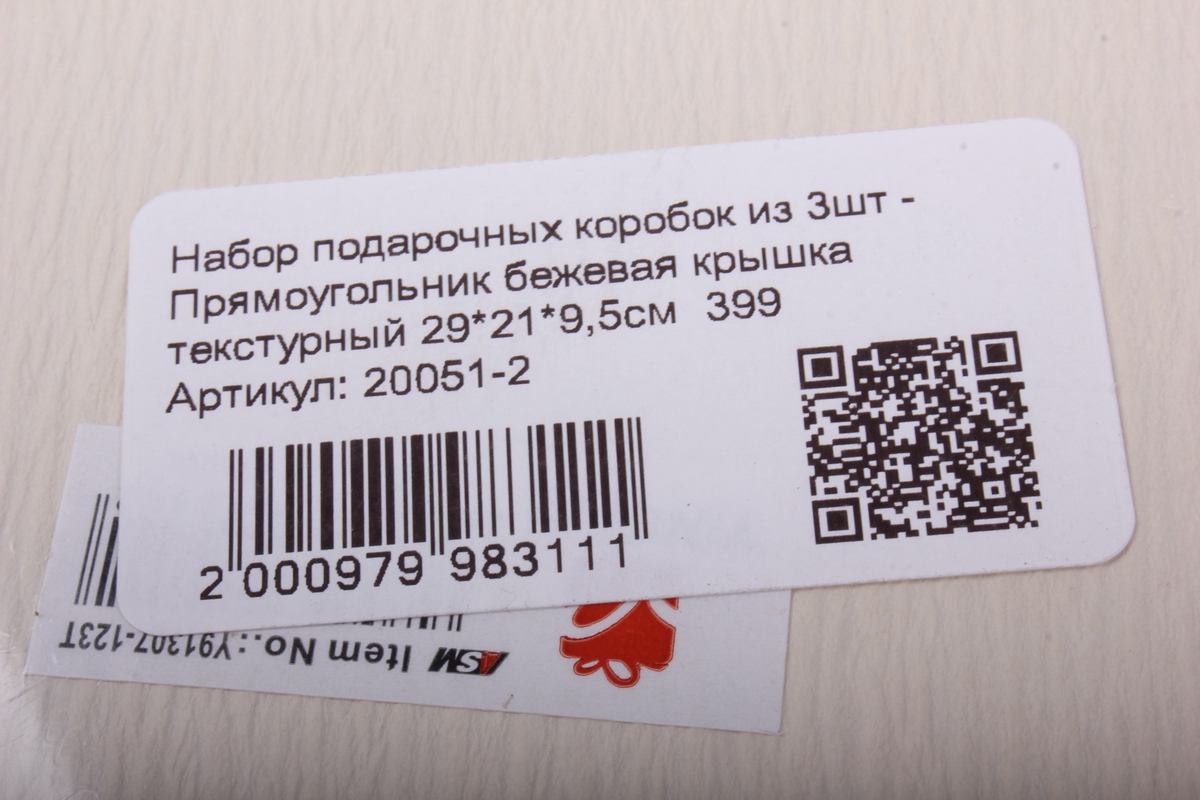 Набор подарочных коробок из 3шт -
Прямоугольник бежевая крышка
текстурный 29*21*9,5см 399
Артикул: 20051-2
2 000979 983111
Item No.: Y91307-123T